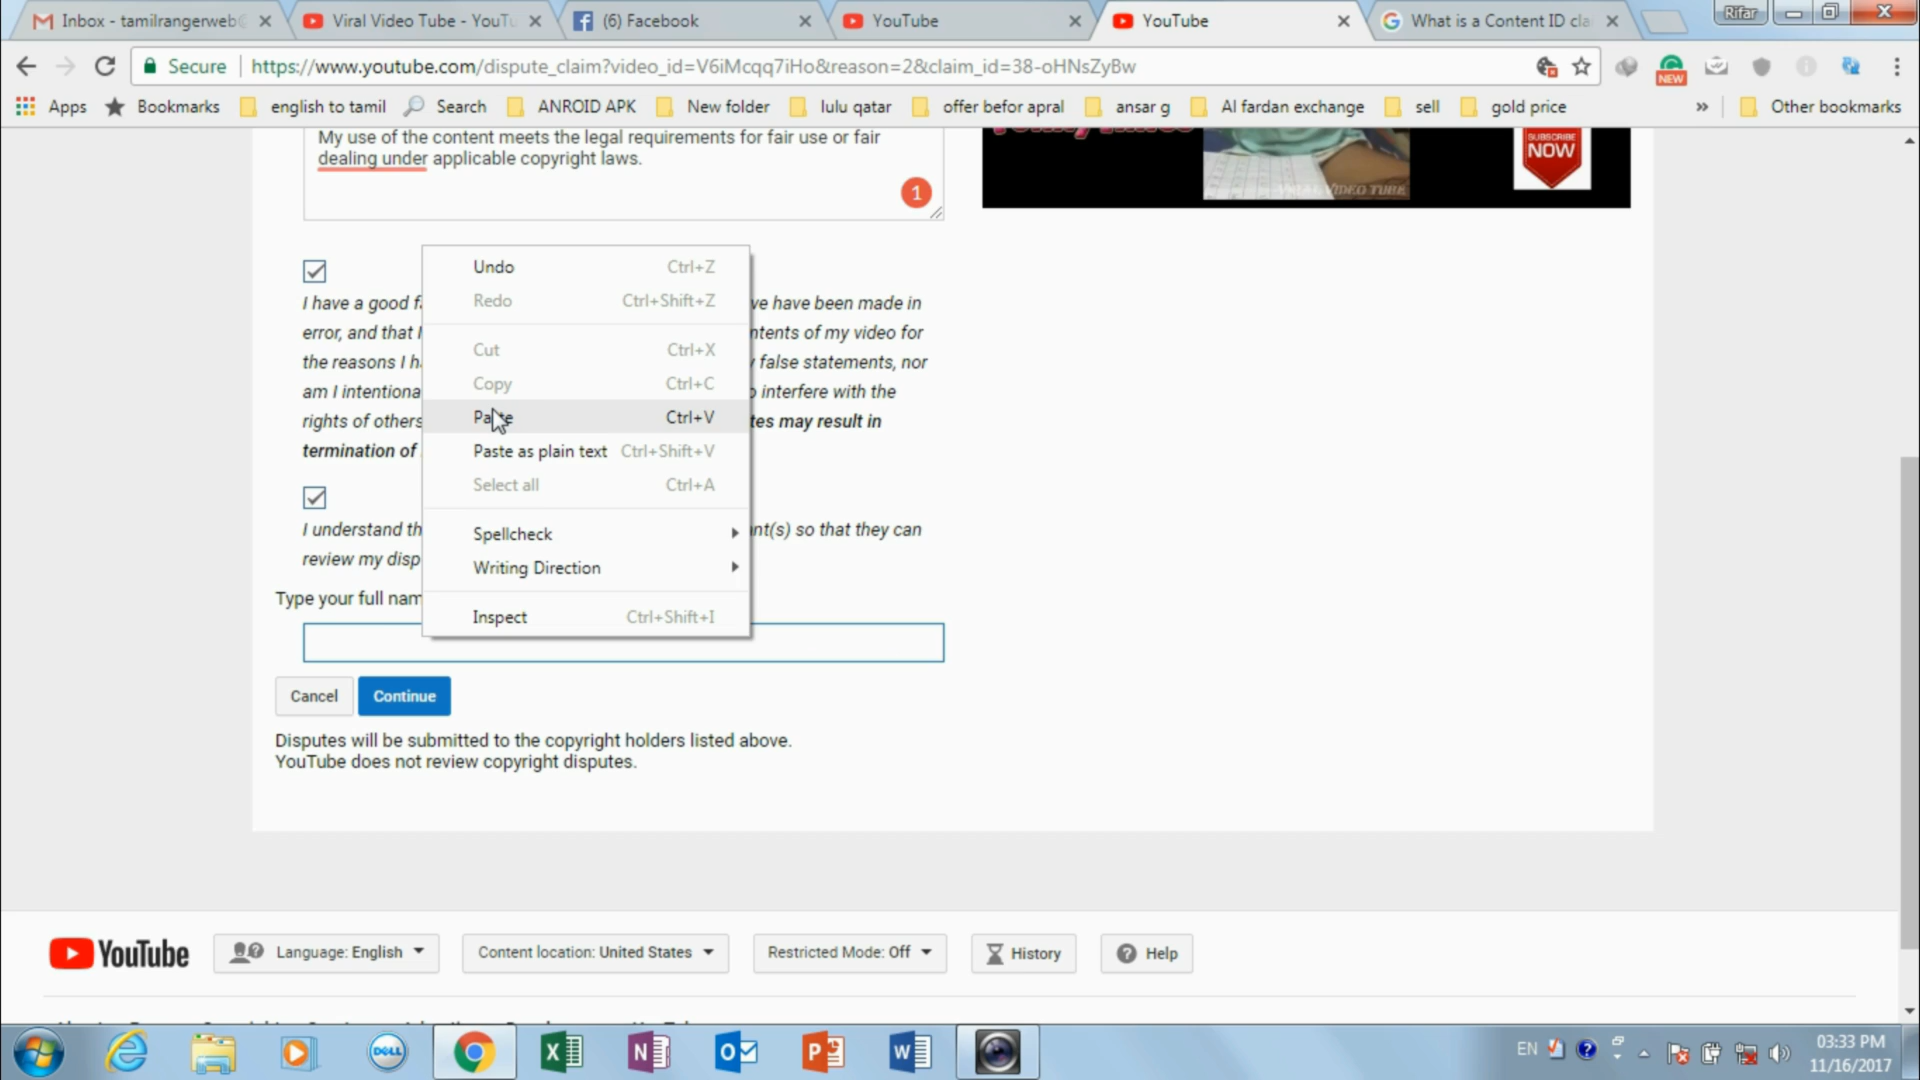 Inbox - tamilrangerweb@
Viral Video Tube - YouTu
(6) Facebook
YouTube
YouTube
What is a Content ID cla
Rifar
Secure
https://www.youtube.com/dispute_claim?video_id=V6iMcqq7iHo&reason=2&claim_id=38-oHNsZyBw
NEW
Apps
Bookmarks
english to tamil
Search
ANROID APK
New folder
lulu qatar
offer befor apral
ansar g
Al fardan exchange
sell
gold price
»
Other bookmarks
My use of the content meets the legal requirements for fair use or fair
dealing under applicable copyright laws.
1
SUBSCRIBE
NOW
VIRAL VIDEO TUBE
Undo Ctrl+Z
Redo Ctrl+Shift+Z
Cut Ctrl+X
Copy Ctrl+C
Paste Ctrl+V
Paste as plain text Ctrl+Shift+V
Select all Ctrl+A
Spellcheck
Writing Direction
Inspect Ctrl+Shift+I
I have a good f ve have been made in
error, and that I ntents of my video for
the reasons I h false statements, nor
am I intentiona o interfere with the
rights of others tes may result in
termination of
I understand th nt(s) so that they can
review my disp
Type your full nam
Cancel
Continue
Disputes will be submitted to the copyright holders listed above.
YouTube does not review copyright disputes.
YouTube
Language: English
Content location: United States
Restricted Mode: Off
History
Help
DELL
EN
03:33 PM
11/16/2017